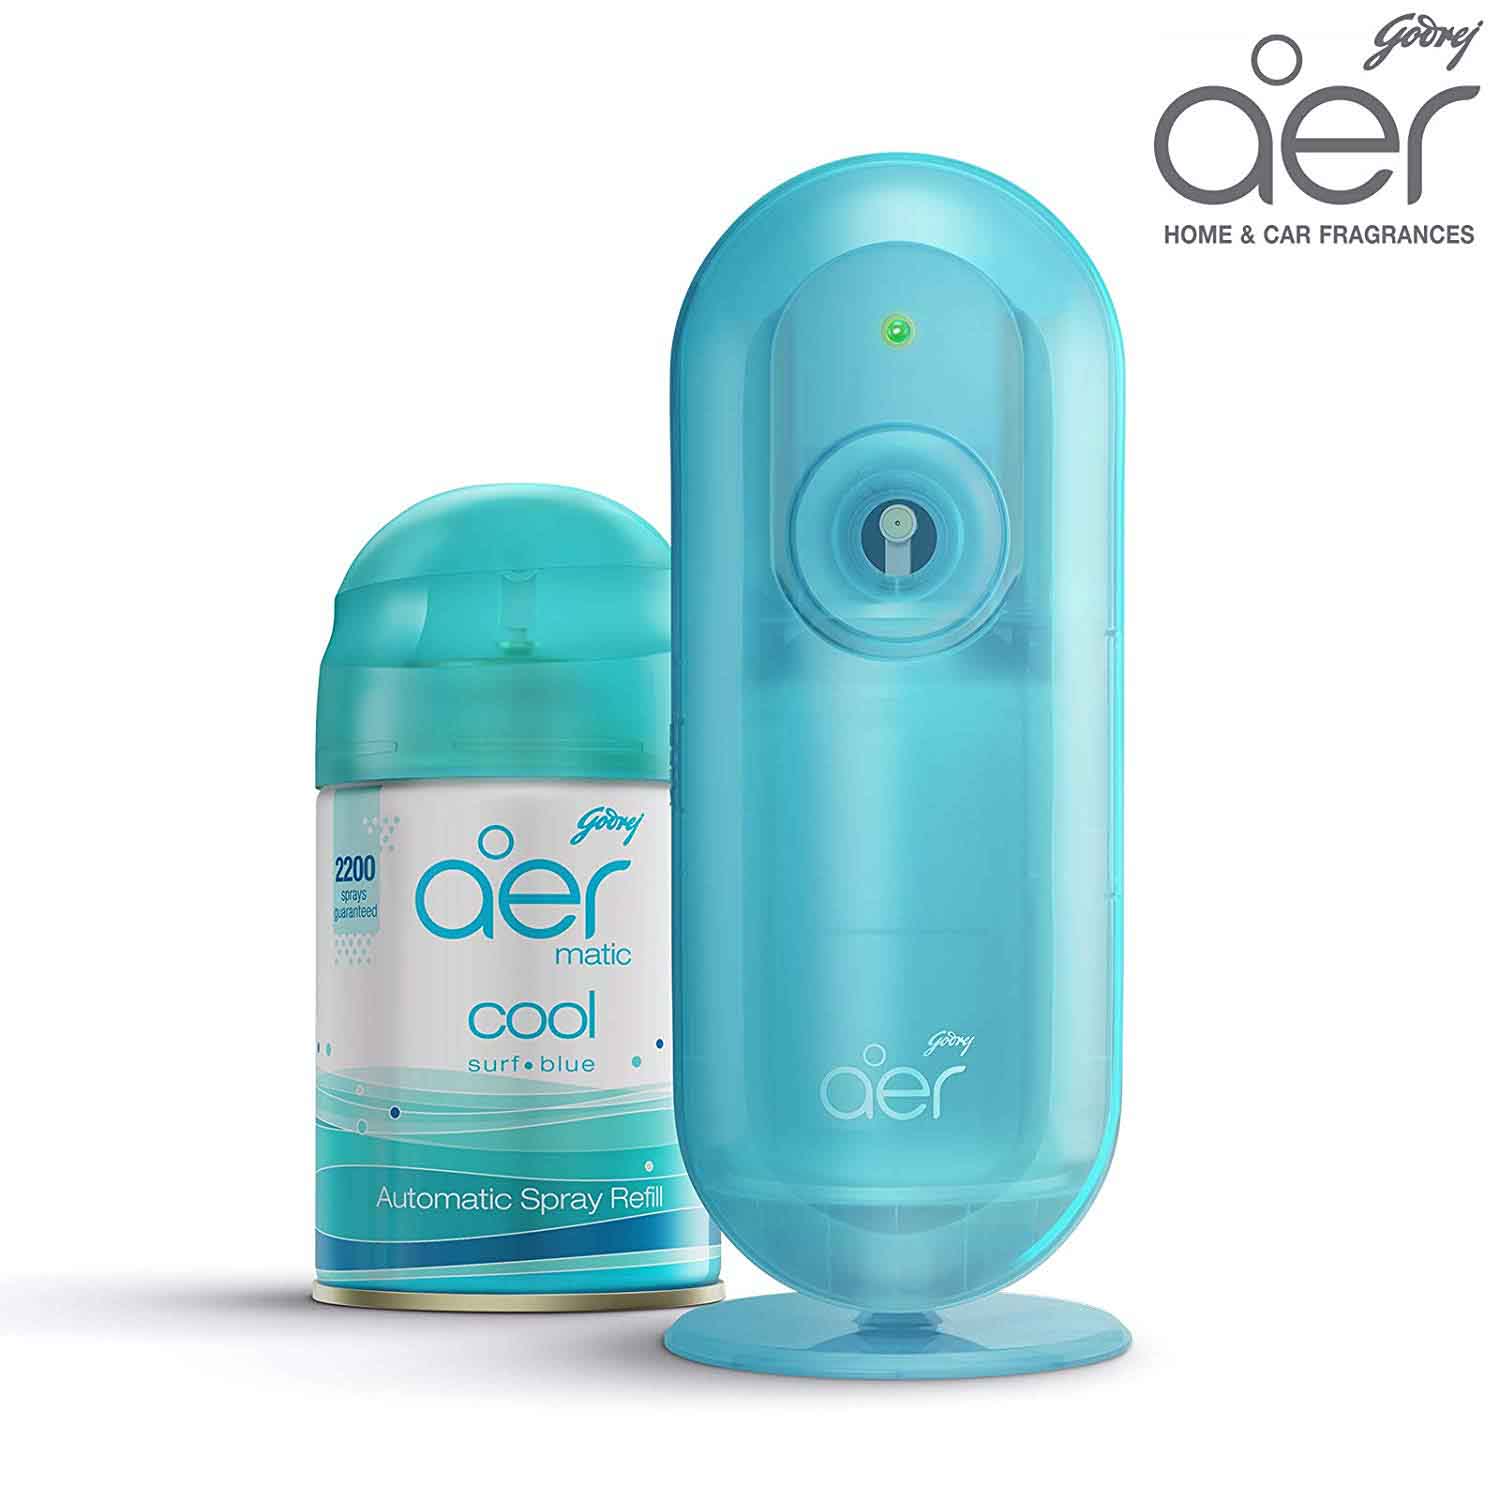 Godrej
aer
HOME & CAR FRAGRANCES
2200
sprays
guaranteed
Godrej
aer
matic
cool
surf•blue
Automatic Spray Refill
Godrej
aer